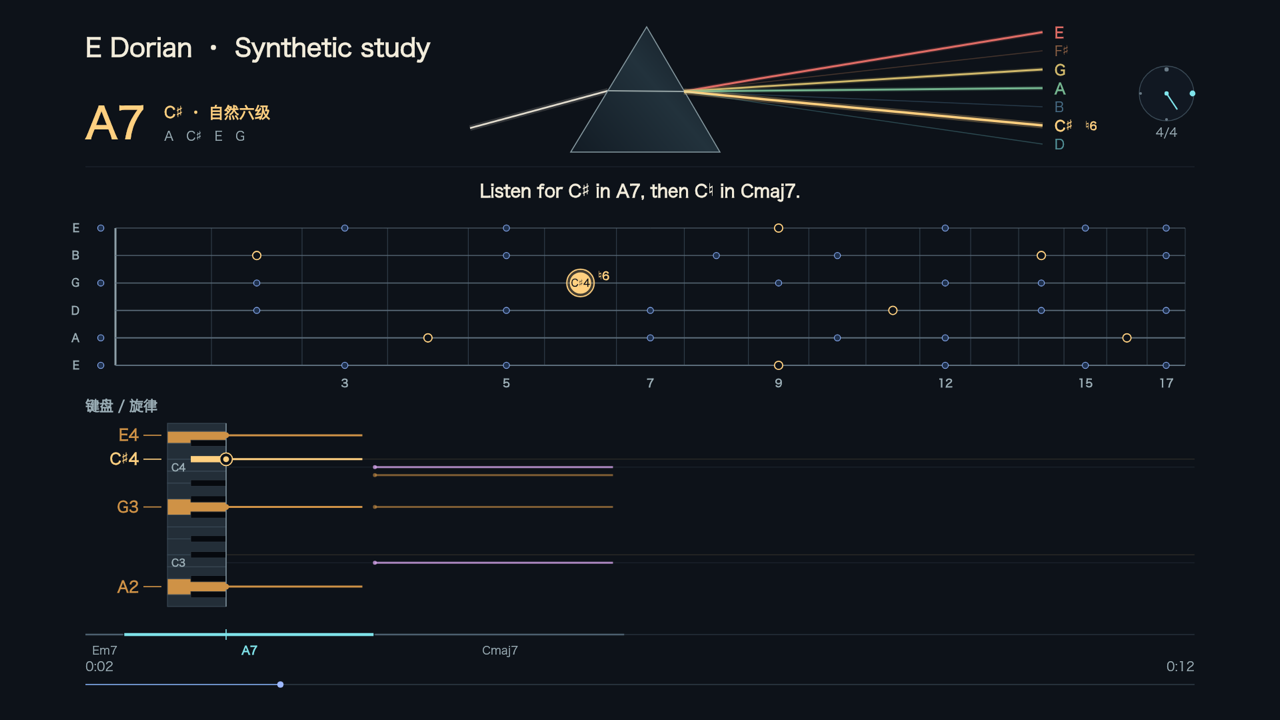 E Dorian · Synthetic study
A7
C♯ · 自然六级
A C♯ E G
E
F♯
G
A
B
C♯ ♮6
D
4/4
Listen for C♯ in A7, then C♮ in Cmaj7.
E
B
G
C♯4 ♮6
D
A
E
3 5 7 9 12 15 17
键盘 / 旋律
E4
C♯4
C4
G3
C3
A2
Em7 A7 Cmaj7
0:02 0:12